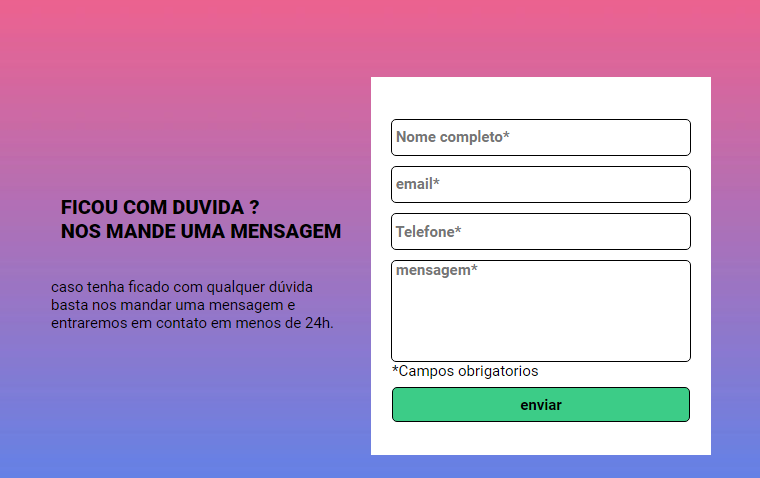 FICOU COM DUVIDA ?
NOS MANDE UMA MENSAGEM
caso tenha ficado com qualquer dúvida
basta nos mandar uma mensagem e
entraremos em contato em menos de 24h.
Nome completo*
email*
Telefone*
mensagem*
*Campos obrigatorios
enviar